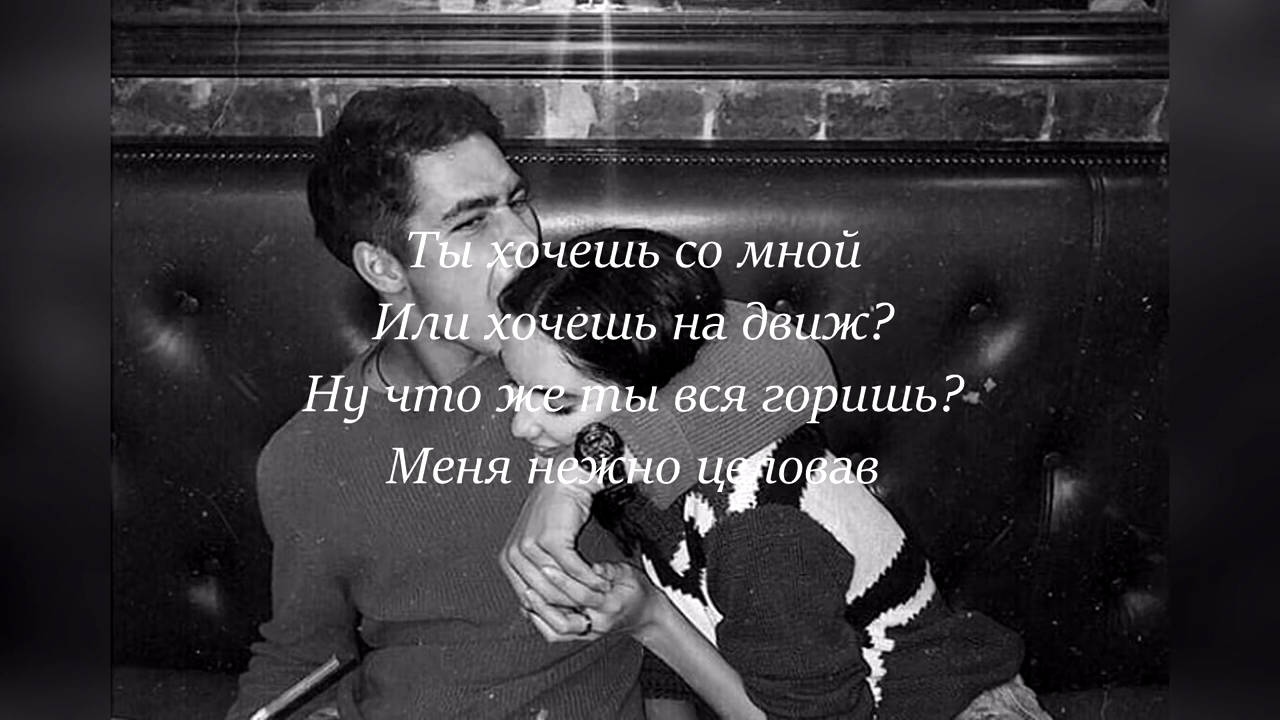 Ты хочешь со мной
Или хочешь на движ?
Ну что же ты вся горишь?
Меня нежно целовав